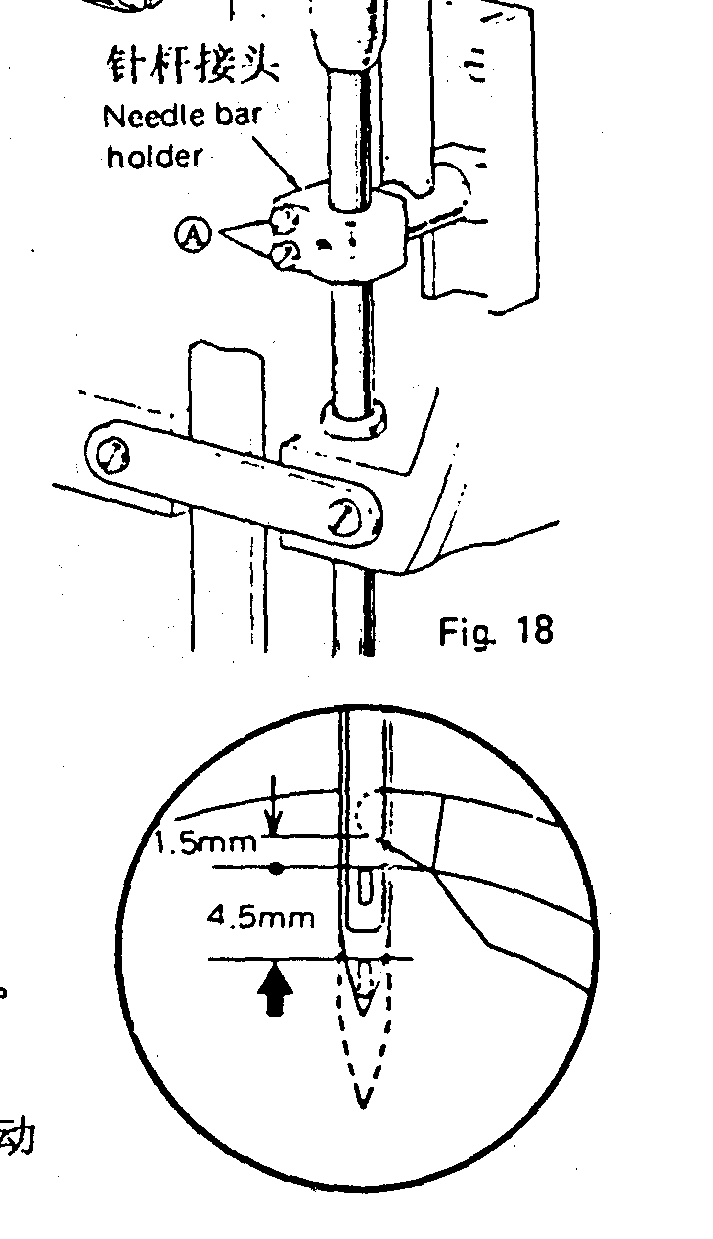 针杆接头
Needle bar
holder
Ⓐ
Fig. 18
1.5mm
4.5mm
。
动